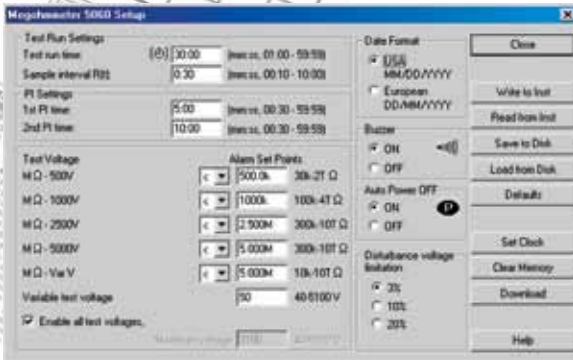 Megohmmeter 5060 Setup
Test Run Settings
Test run time: 30:00 (mm:ss, 01:00 - 59:59)
Sample interval R(t): 0:30 (mm:ss, 00:10 - 10:00)
PI Settings
1st PI time: 5:00 (mm:ss, 00:30 - 59:59)
2nd PI time: 10:00 (mm:ss, 00:30 - 59:59)
Test Voltage Alarm Set Points
MΩ - 500V < 500.0k 30k-2T Ω
MΩ - 1000V < 1000k 100k-4T Ω
MΩ - 2500V < 2.500M 300k-10T Ω
MΩ - 5000V < 5.000M 300k-10T Ω
MΩ - Var V < 5.000M 10k-10T Ω
Variable test voltage 50 40-5100 V
Enable all test voltages,
Date Format
USA
MM/DD/YYYY
European
DD/MM/YYYY
Buzzer
ON
OFF
Auto Power OFF
ON P
OFF
Disturbance voltage
limitation
3%
10%
20%
Close
Write to Inst
Read from Inst
Save to Disk
Load from Disk
Defaults
Set Clock
Clear Memory
Download
Help